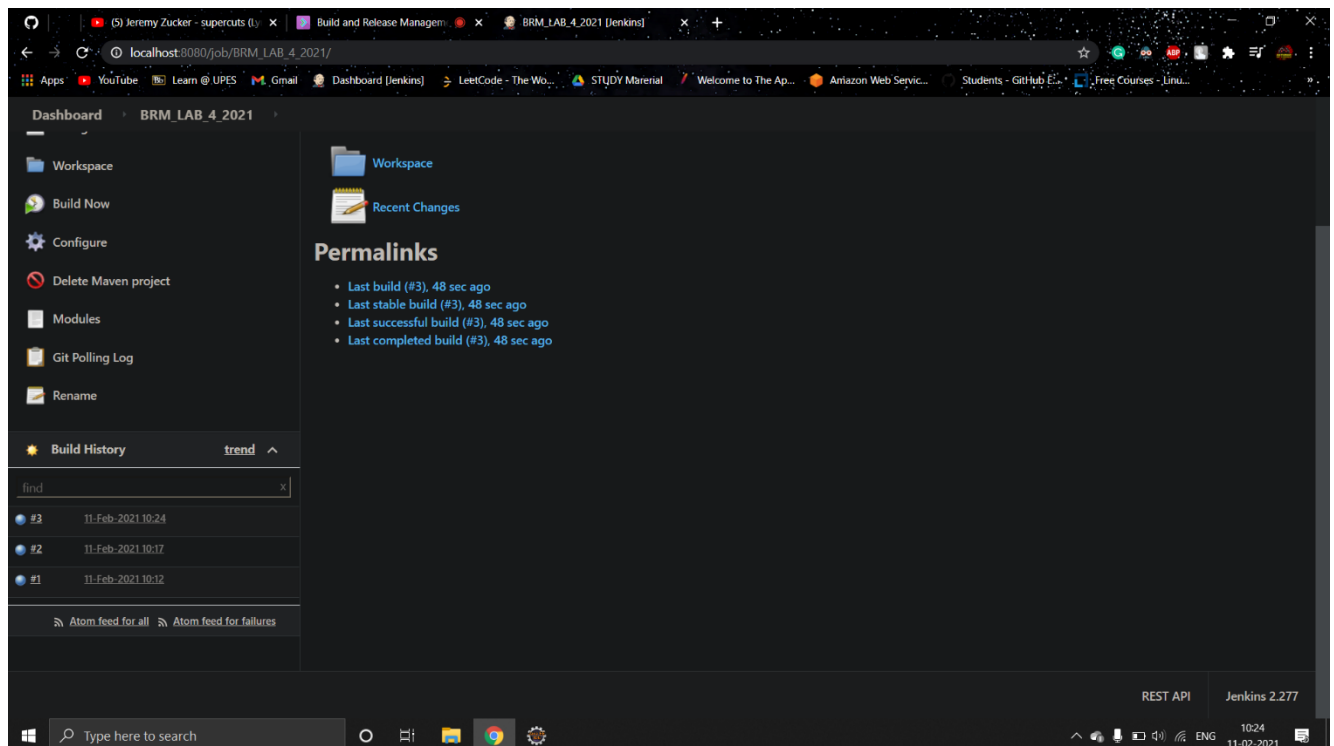 (5) Jeremy Zucker - supercuts (Ly
Build and Release Managem
BRM_LAB_4_2021 [Jenkins]
localhost:8080/job/BRM_LAB_4_2021/
Apps YouTube Learn @ UPES Gmail Dashboard [Jenkins] LeetCode - The Wo... STUDY Marerial Welcome to The Ap... Amazon Web Servic... Students - GitHub E... Free Courses - Linu... »
Dashboard BRM_LAB_4_2021
Workspace
Build Now
Configure
Delete Maven project
Modules
Git Polling Log
Rename
Build History trend
find x
#3 11-Feb-2021 10:24
#2 11-Feb-2021 10:17
#1 11-Feb-2021 10:12
Atom feed for all Atom feed for failures
Workspace
Recent Changes
Permalinks
• Last build (#3), 48 sec ago
• Last stable build (#3), 48 sec ago
• Last successful build (#3), 48 sec ago
• Last completed build (#3), 48 sec ago
REST API Jenkins 2.277
Type here to search
ENG
10:24
11-02-2021